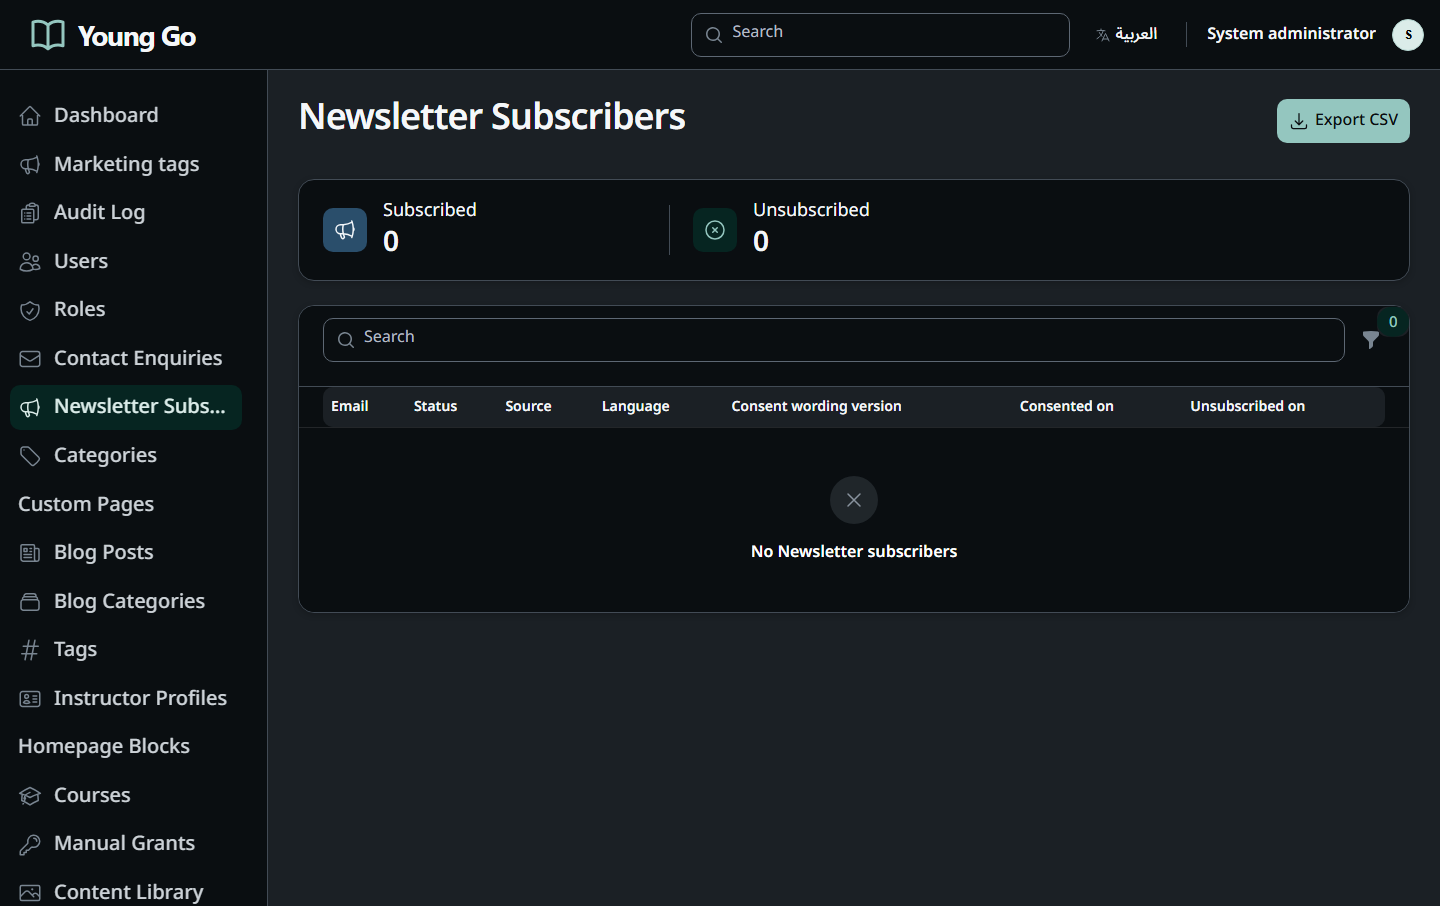 Young Go
Search
العربية
System administrator
S
Dashboard
Marketing tags
Audit Log
Users
Roles
Contact Enquiries
Newsletter Subs...
Categories
Custom Pages
Blog Posts
Blog Categories
Tags
Instructor Profiles
Homepage Blocks
Courses
Manual Grants
Content Library
Newsletter Subscribers
Export CSV
Subscribed
0
Unsubscribed
0
Search
0
Email Status Source Language Consent wording version Consented on Unsubscribed on
No Newsletter subscribers